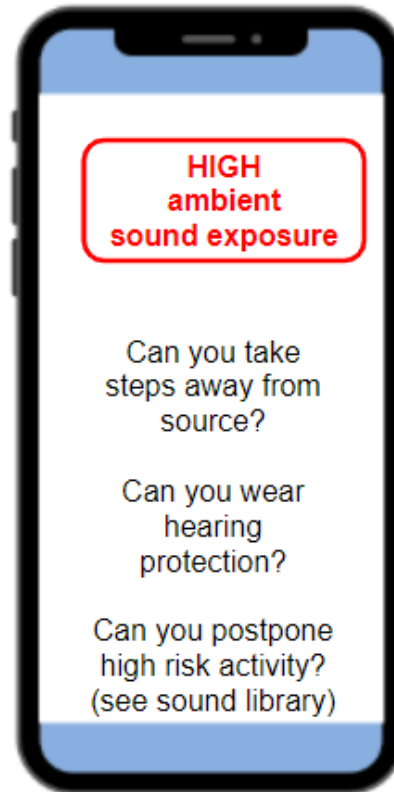 HIGH
ambient
sound exposure
Can you take
steps away from
source?
Can you wear
hearing
protection?
Can you postpone
high risk activity?
(see sound library)